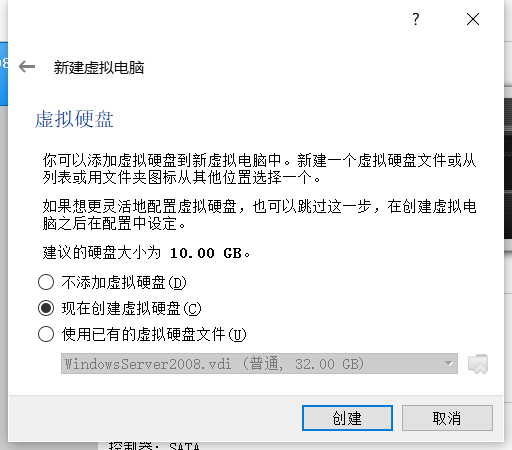 ?
新建虚拟电脑
虚拟硬盘
你可以添加虚拟硬盘到新虚拟电脑中。新建一个虚拟硬盘文件或从
列表或用文件夹图标从其他位置选择一个。
如果想更灵活地配置虚拟硬盘，也可以跳过这一步，在创建虚拟电
脑之后在配置中设定。
建议的硬盘大小为 10.00 GB。
不添加虚拟硬盘(D)
现在创建虚拟硬盘(C)
使用已有的虚拟硬盘文件(U)
WindowsServer2008.vdi (普通, 32.00 GB)
创建
取消
控制器: SATA